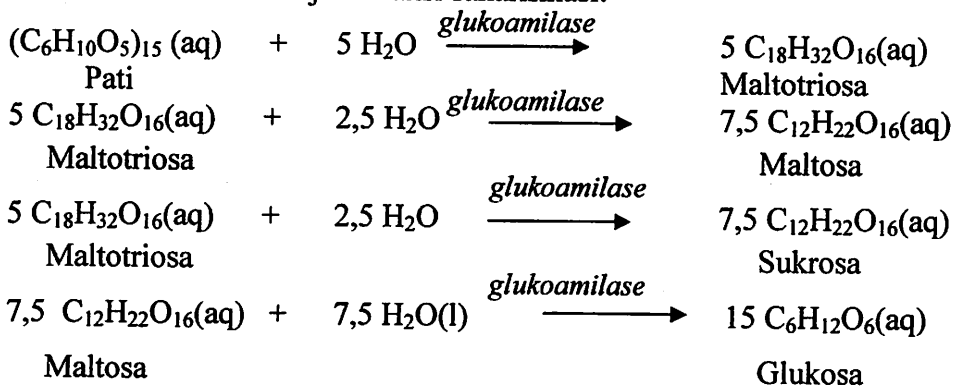 glukoamilase
(C₆H₁₀O₅)₁₅ (aq) + 5 H₂O → 5 C₁₈H₃₂O₁₆(aq)
Pati Maltotriosa
5 C₁₈H₃₂O₁₆(aq) + 2,5 H₂O glukoamilase → 7,5 C₁₂H₂₂O₁₆(aq)
Maltotriosa Maltosa
glukoamilase
5 C₁₈H₃₂O₁₆(aq) + 2,5 H₂O → 7,5 C₁₂H₂₂O₁₆(aq)
Maltotriosa Sukrosa
glukoamilase
7,5 C₁₂H₂₂O₁₆(aq) + 7,5 H₂O(l) → 15 C₆H₁₂O₆(aq)
Maltosa Glukosa